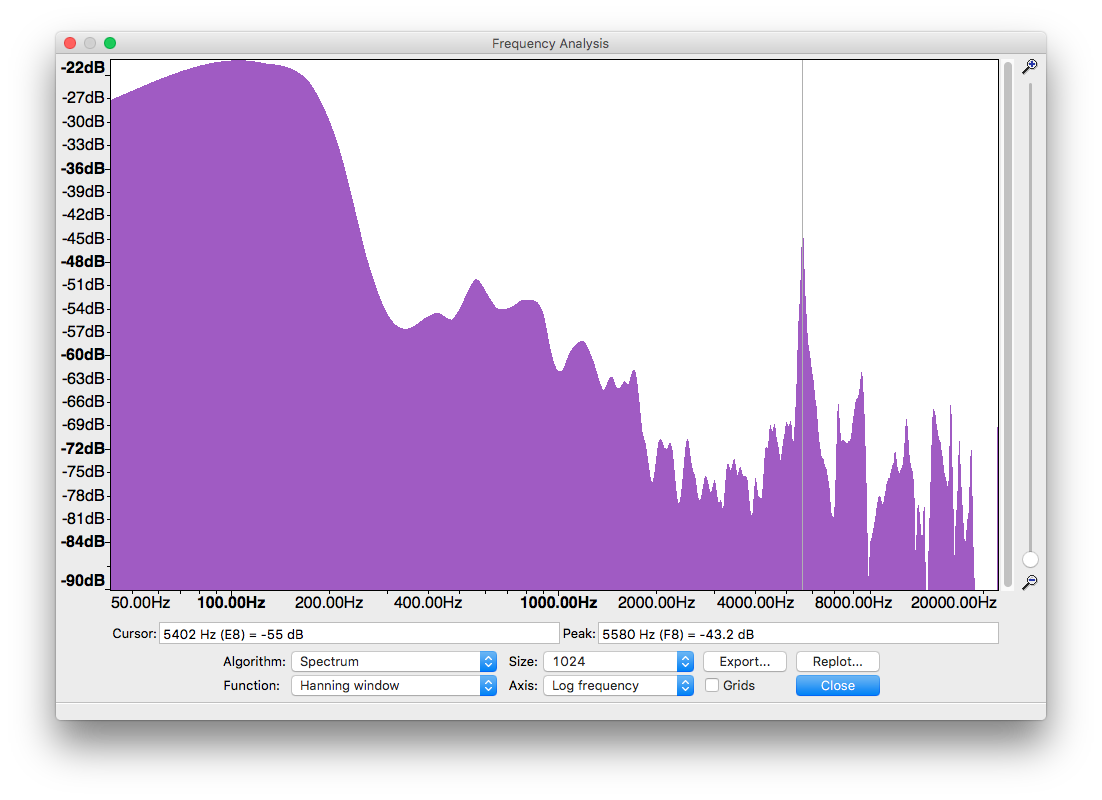 Frequency Analysis
-22dB
-27dB
-30dB
-33dB
-36dB
-39dB
-42dB
-45dB
-48dB
-51dB
-54dB
-57dB
-60dB
-63dB
-66dB
-69dB
-72dB
-75dB
-78dB
-81dB
-84dB
-90dB
50.00Hz 100.00Hz 200.00Hz 400.00Hz 1000.00Hz 2000.00Hz 4000.00Hz 8000.00Hz 20000.00Hz
Cursor: 5402 Hz (E8) = -55 dB Peak: 5580 Hz (F8) = -43.2 dB
Algorithm: Spectrum Size: 1024 Export... Replot...
Function: Hanning window Axis: Log frequency Grids Close